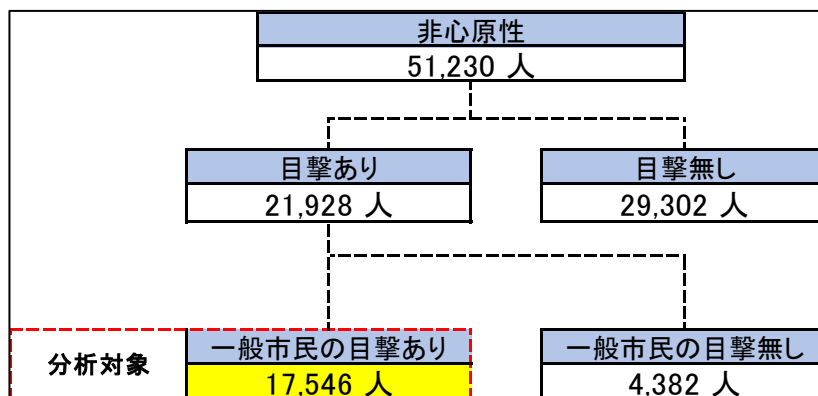 非心原性
51,230 人
目撃あり
目撃無し
21,928 人
29,302 人
分析対象
一般市民の目撃あり
一般市民の目撃無し
17,546 人
4,382 人